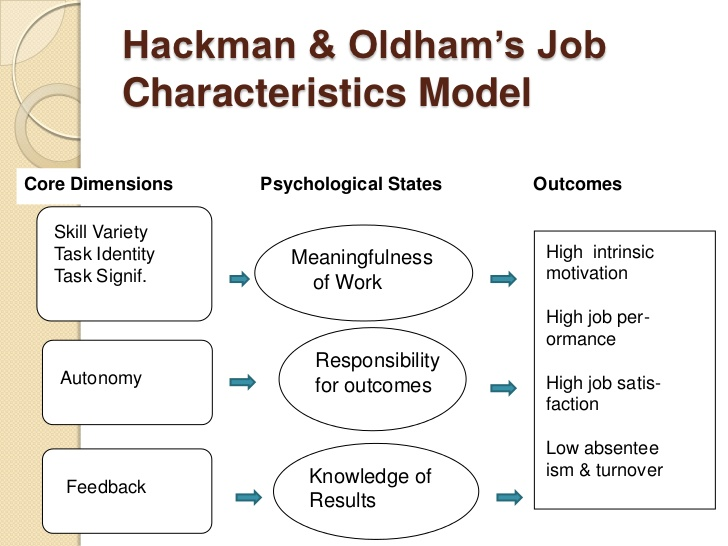 Hackman & Oldham’s Job
Characteristics Model
Core Dimensions
Psychological States
Outcomes
Skill Variety
Task Identity
Task Signif.
Meaningfulness
of Work
High intrinsic
motivation
High job per-
ormance
High job satis-
faction
Low absentee
ism & turnover
Autonomy
Responsibility
for outcomes
Feedback
Knowledge of
Results